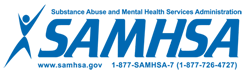 Substance Abuse and Mental Health Services Administration
SAMHSA
www.samhsa.gov 1-877-SAMHSA-7 (1-877-726-4727)